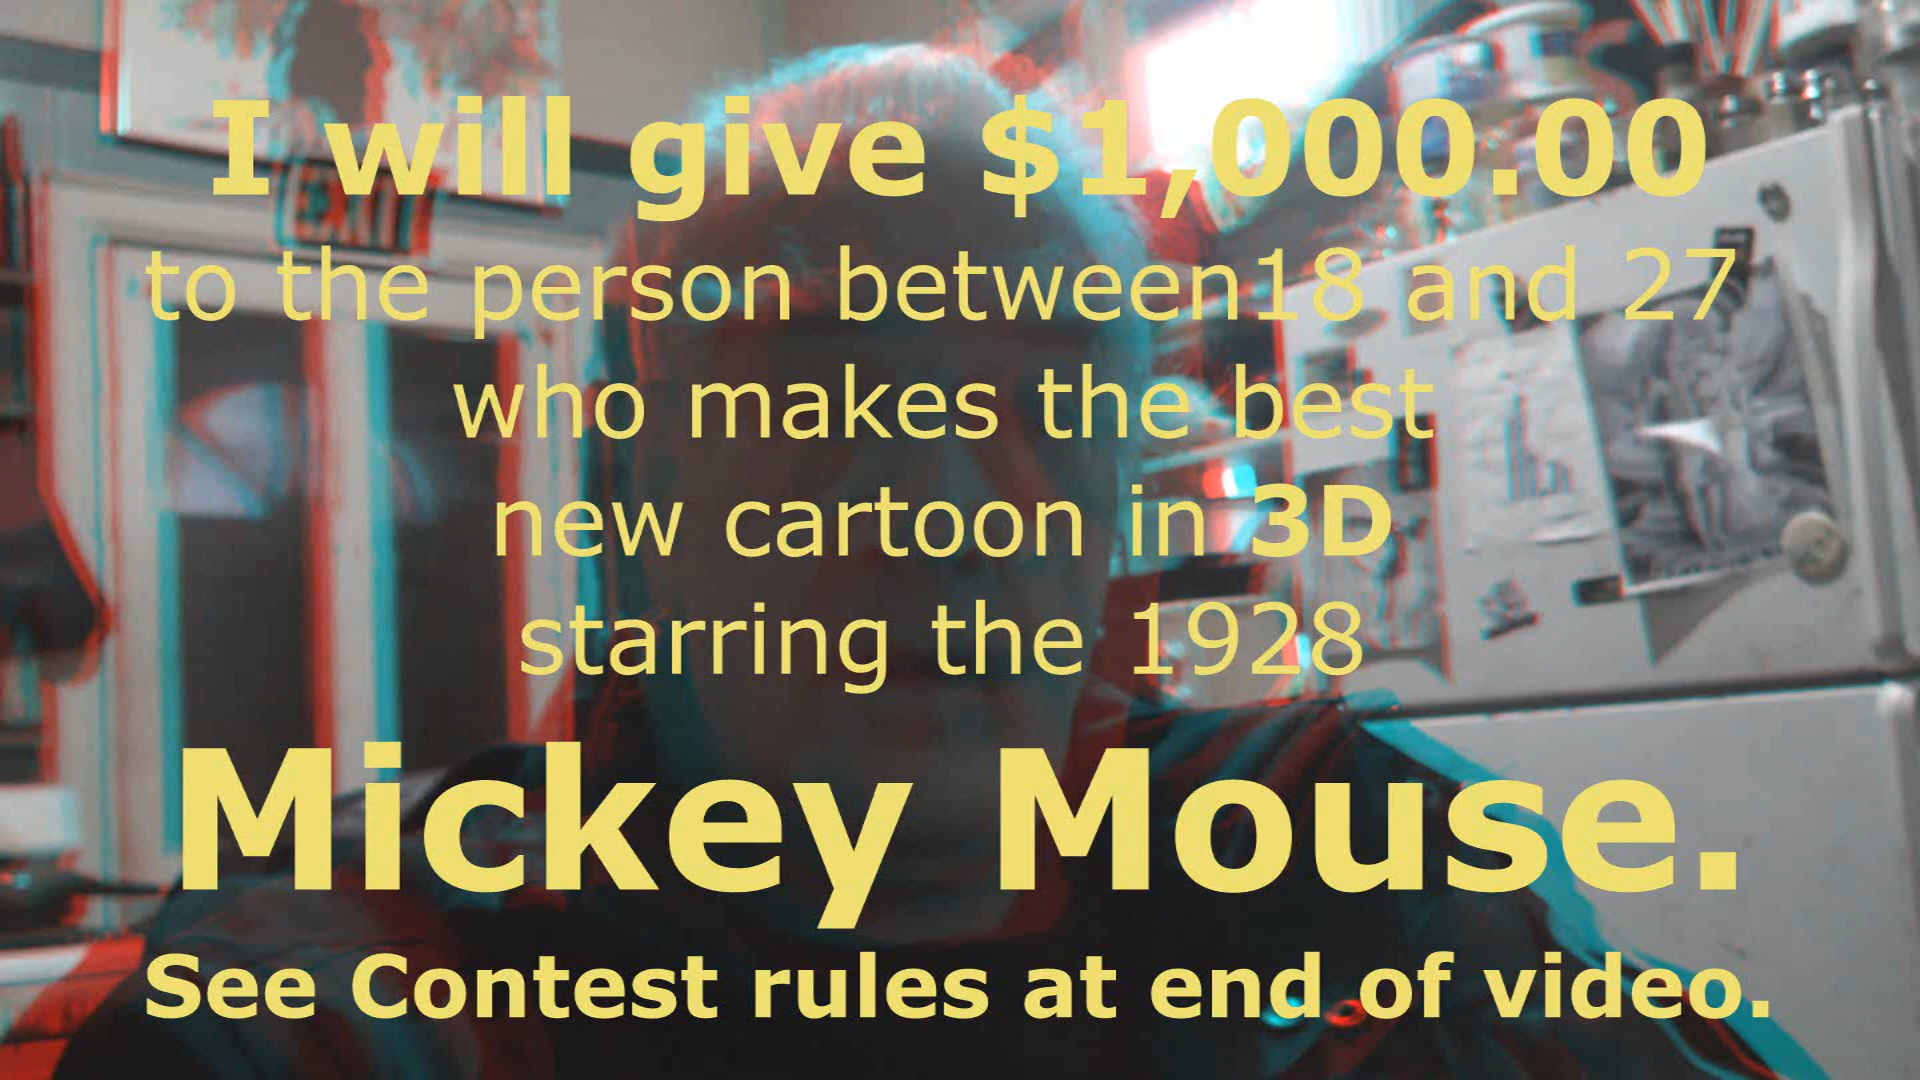 I will give $1,000.00
EXIT
to the person between18 and 27
who makes the best
new cartoon in 3D
starring the 1928
Mickey Mouse.
See Contest rules at end of video.